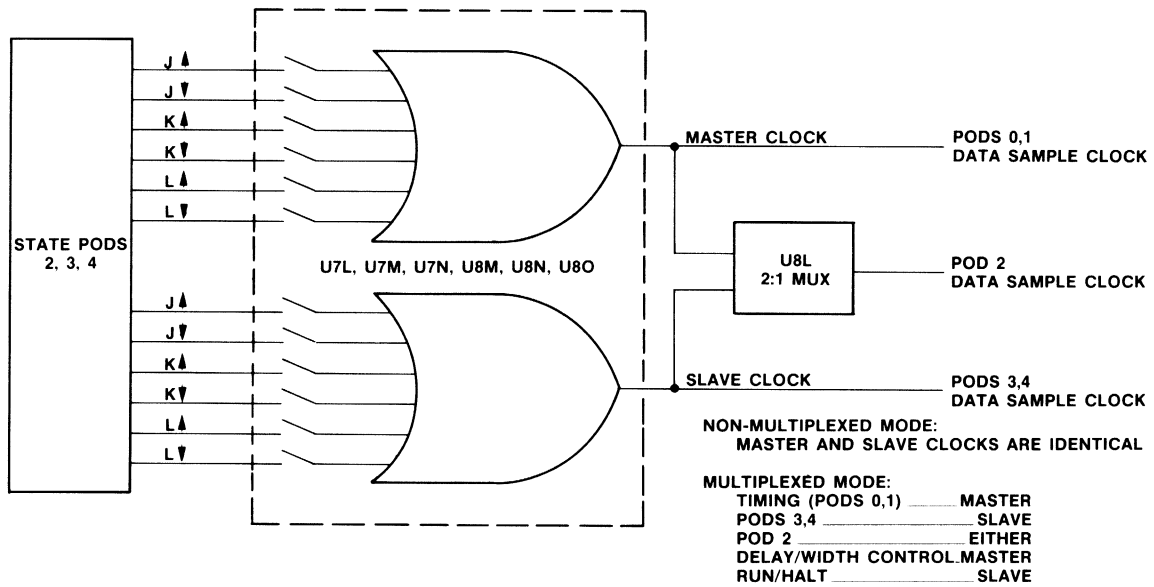 STATE PODS
2, 3, 4
J
J
K
K
L
L
J
J
K
K
L
L
U7L, U7M, U7N, U8M, U8N, U8O
MASTER CLOCK
PODS 0,1
DATA SAMPLE CLOCK
U8L
2:1 MUX
POD 2
DATA SAMPLE CLOCK
SLAVE CLOCK
PODS 3,4
DATA SAMPLE CLOCK
NON-MULTIPLEXED MODE:
MASTER AND SLAVE CLOCKS ARE IDENTICAL
MULTIPLEXED MODE:
TIMING (PODS 0,1) MASTER
PODS 3,4 SLAVE
POD 2 EITHER
DELAY/WIDTH CONTROL MASTER
RUN/HALT SLAVE